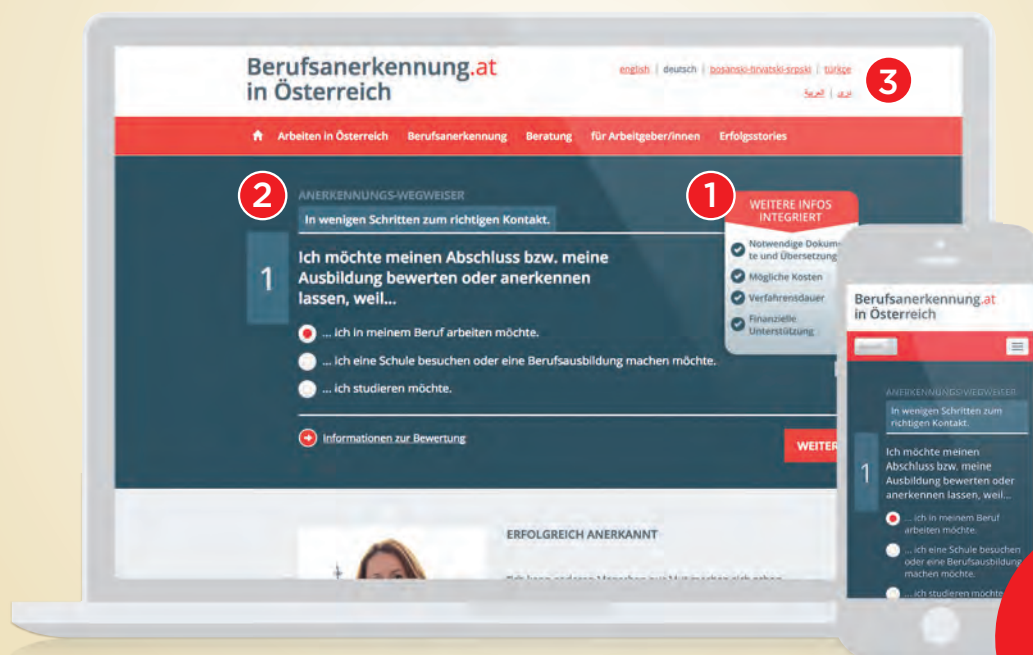 Berufsanerkennung.at
in Österreich
english | deutsch | bosanski-hrvatski-srpski | türkçe
العربية | دری
3
Arbeiten in Österreich Berufsanerkennung Beratung für Arbeitgeber/innen Erfolgsstories
2
ANERKENNUNGS-WEGWEISER
In wenigen Schritten zum richtigen Kontakt.
1
Ich möchte meinen Abschluss bzw. meine
Ausbildung bewerten oder anerkennen
lassen, weil...
... ich in meinem Beruf arbeiten möchte.
... ich eine Schule besuchen oder eine Berufsausbildung machen möchte.
... ich studieren möchte.
Informationen zur Bewertung
WEITER
1
WEITERE INFOS
INTEGRIERT
Notwendige Dokum
te und Übersetzung
Mögliche Kosten
Verfahrensdauer
Finanzielle
Unterstützung
ERFOLGREICH ANERKANNT
Berufsanerkennung.at
in Österreich
ANERKENNUNGS-WEGWEISER
In wenigen Schritten zum
richtigen Kontakt.
1
Ich möchte meinen
Abschluss bzw. meine
Ausbildung bewerten oder
anerkennen lassen, weil...
... ich in meinem Beruf
arbeiten möchte.
... ich eine Schule besuchen
oder eine Berufsausbildung
machen möchte.
... ich studieren möchte